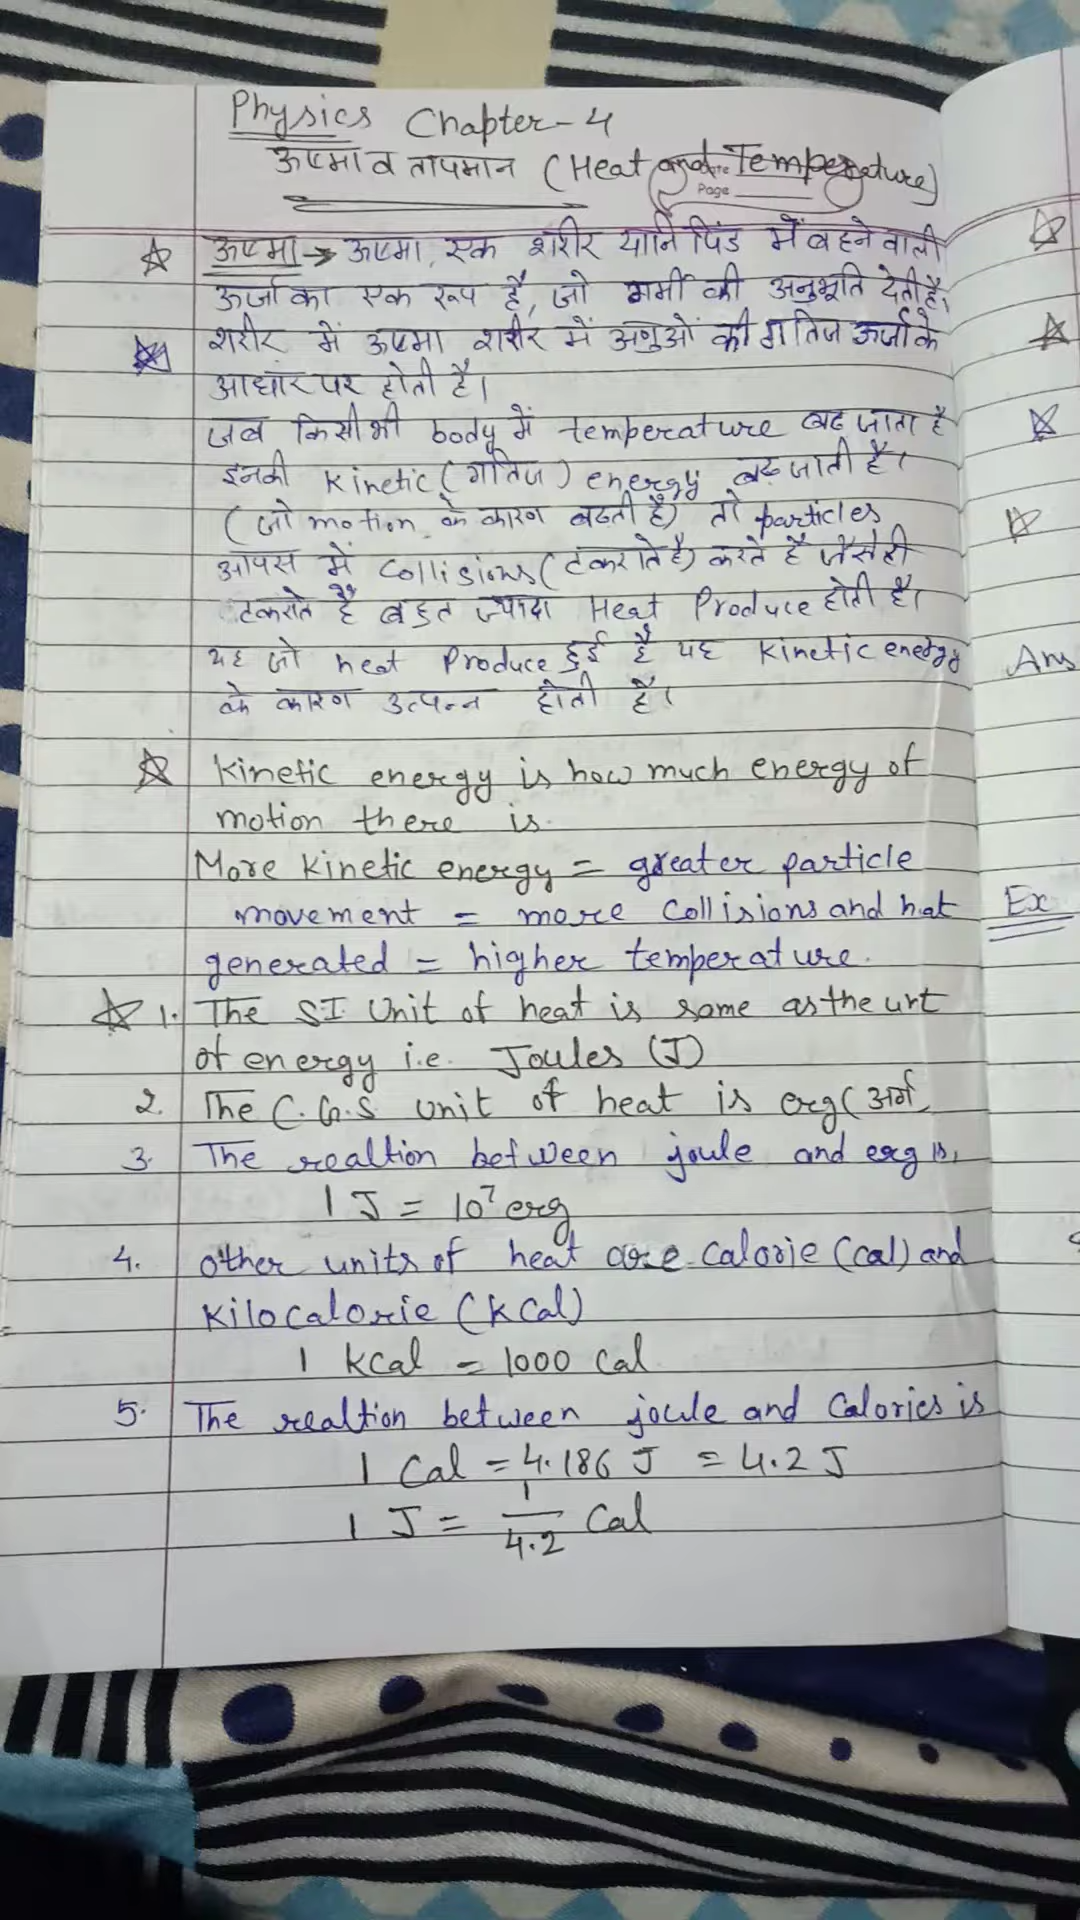 Physics Chapter-4
ऊष्मा व तापमान (Heat and Temperature)
Page
ऊष्मा → ऊष्मा, एक शरीर यानि पिंड में बहने वाली
ऊर्जा का एक रूप है, जो गर्मी की अनुभूति देती है,
शरीर में ऊष्मा शरीर में अणुओं की गतिज ऊर्जा के
आधार पर होती है।
जब किसी भी body में temperature बढ जाता है
इनकी Kinetic (गतिज) energy बढ़ जाती है।
(जो motion के कारण बढती है) तो particles
आपस में Collisions (टकराते है) करते है जैसे ही
टकराते है बहुत ज्यादा Heat Produce होती है।
यह जो heat Produce हुई है यह Kinetic energy
के कारण उत्पन्न होती है।
Kinetic energy is how much energy of
motion there is.
More Kinetic energy = greater particle
movement = more Collisions and hat
generated = higher temperature.
1. The SI Unit of heat is same as the unt
of energy i.e. Joules (J)
2. The C.G.S unit of heat is erg (अर्ग
3. The realtion between joule and erg is,
1 J = 10⁷ erg
4. other units of heat are Calorie (cal) and
Kilocalorie (KCal)
1 KCal = 1000 Cal
5. The realtion between joule and Calories is
1 Cal = 4.186 J = 4.2 J
1 J = 1/4.2 Cal
Ans
Ex